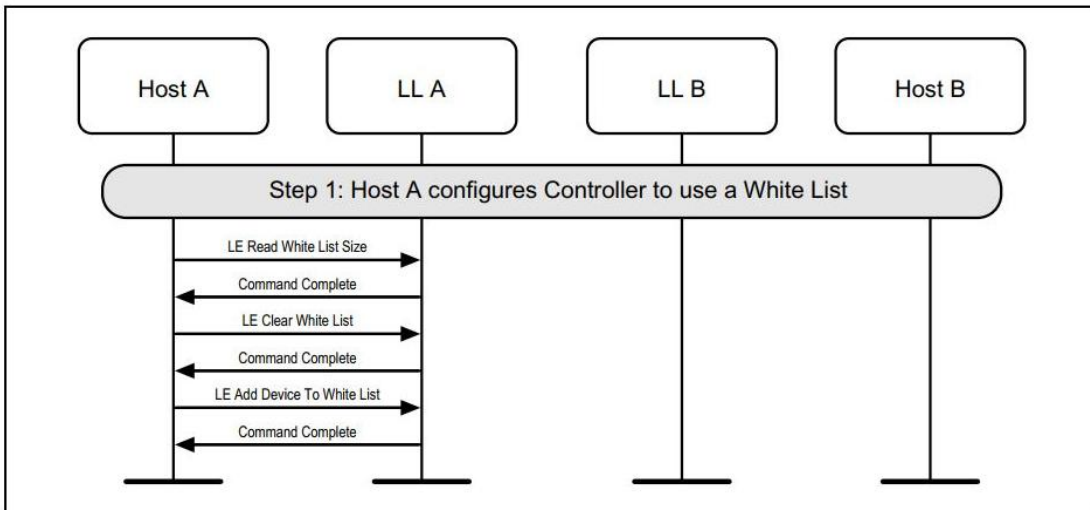 Host A
LL A
LL B
Host B
Step 1: Host A configures Controller to use a White List
LE Read White List Size
Command Complete
LE Clear White List
Command Complete
LE Add Device To White List
Command Complete